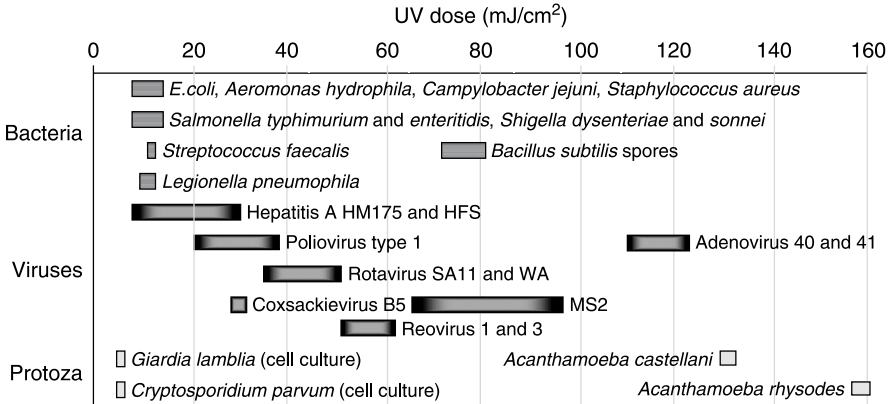 UV dose (mJ/cm²)
0 20 40 60 80 100 120 140 160
E.coli, Aeromonas hydrophila, Campylobacter jejuni, Staphylococcus aureus
Bacteria
Salmonella typhimurium and enteritidis, Shigella dysenteriae and sonnei
Streptococcus faecalis
Bacillus subtilis spores
Legionella pneumophila
Hepatitis A HM175 and HFS
Poliovirus type 1
Adenovirus 40 and 41
Viruses
Rotavirus SA11 and WA
Coxsackievirus B5
MS2
Reovirus 1 and 3
Protoza
Giardia lamblia (cell culture)
Acanthamoeba castellani
Cryptosporidium parvum (cell culture)
Acanthamoeba rhysodes